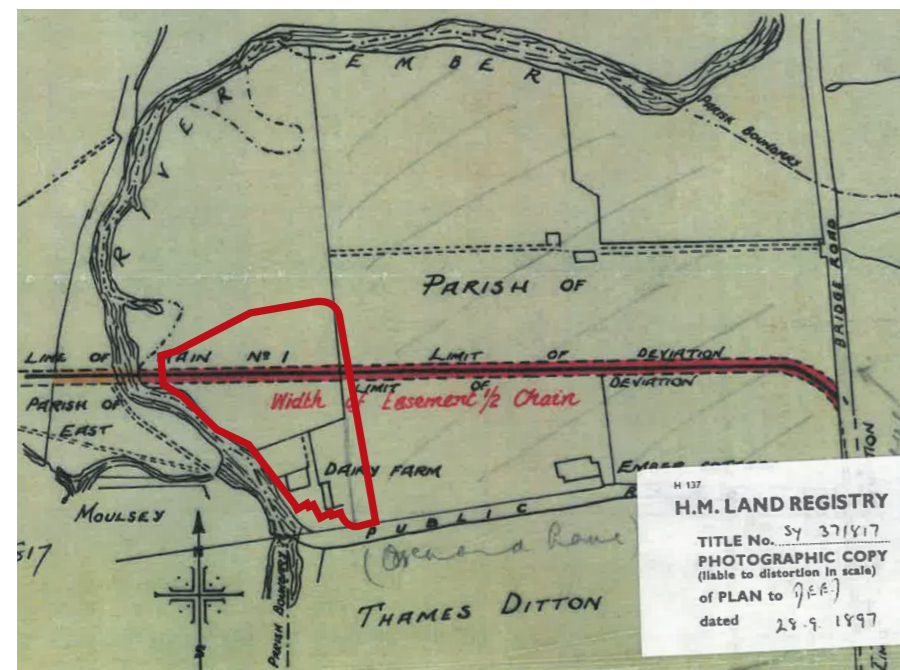 RIVER EMBER
PARISH BOUNDARY
BRIDGE ROAD
PARISH OF
LINE OF MAIN Nº 1 LIMIT OF DEVIATION
LIMIT OF DEVIATION
Width of Easement ½ Chain
PARISH OF
EAST
MOULSEY
DAIRY FARM
EMBER
PUBLIC
517
THAMES DITTON
PARISH BOUNDARY
N
S
H 137
H.M. LAND REGISTRY
TITLE No. SY 371817
PHOTOGRAPHIC COPY
(liable to distortion in scale)
of PLAN to
dated 28.9.1897